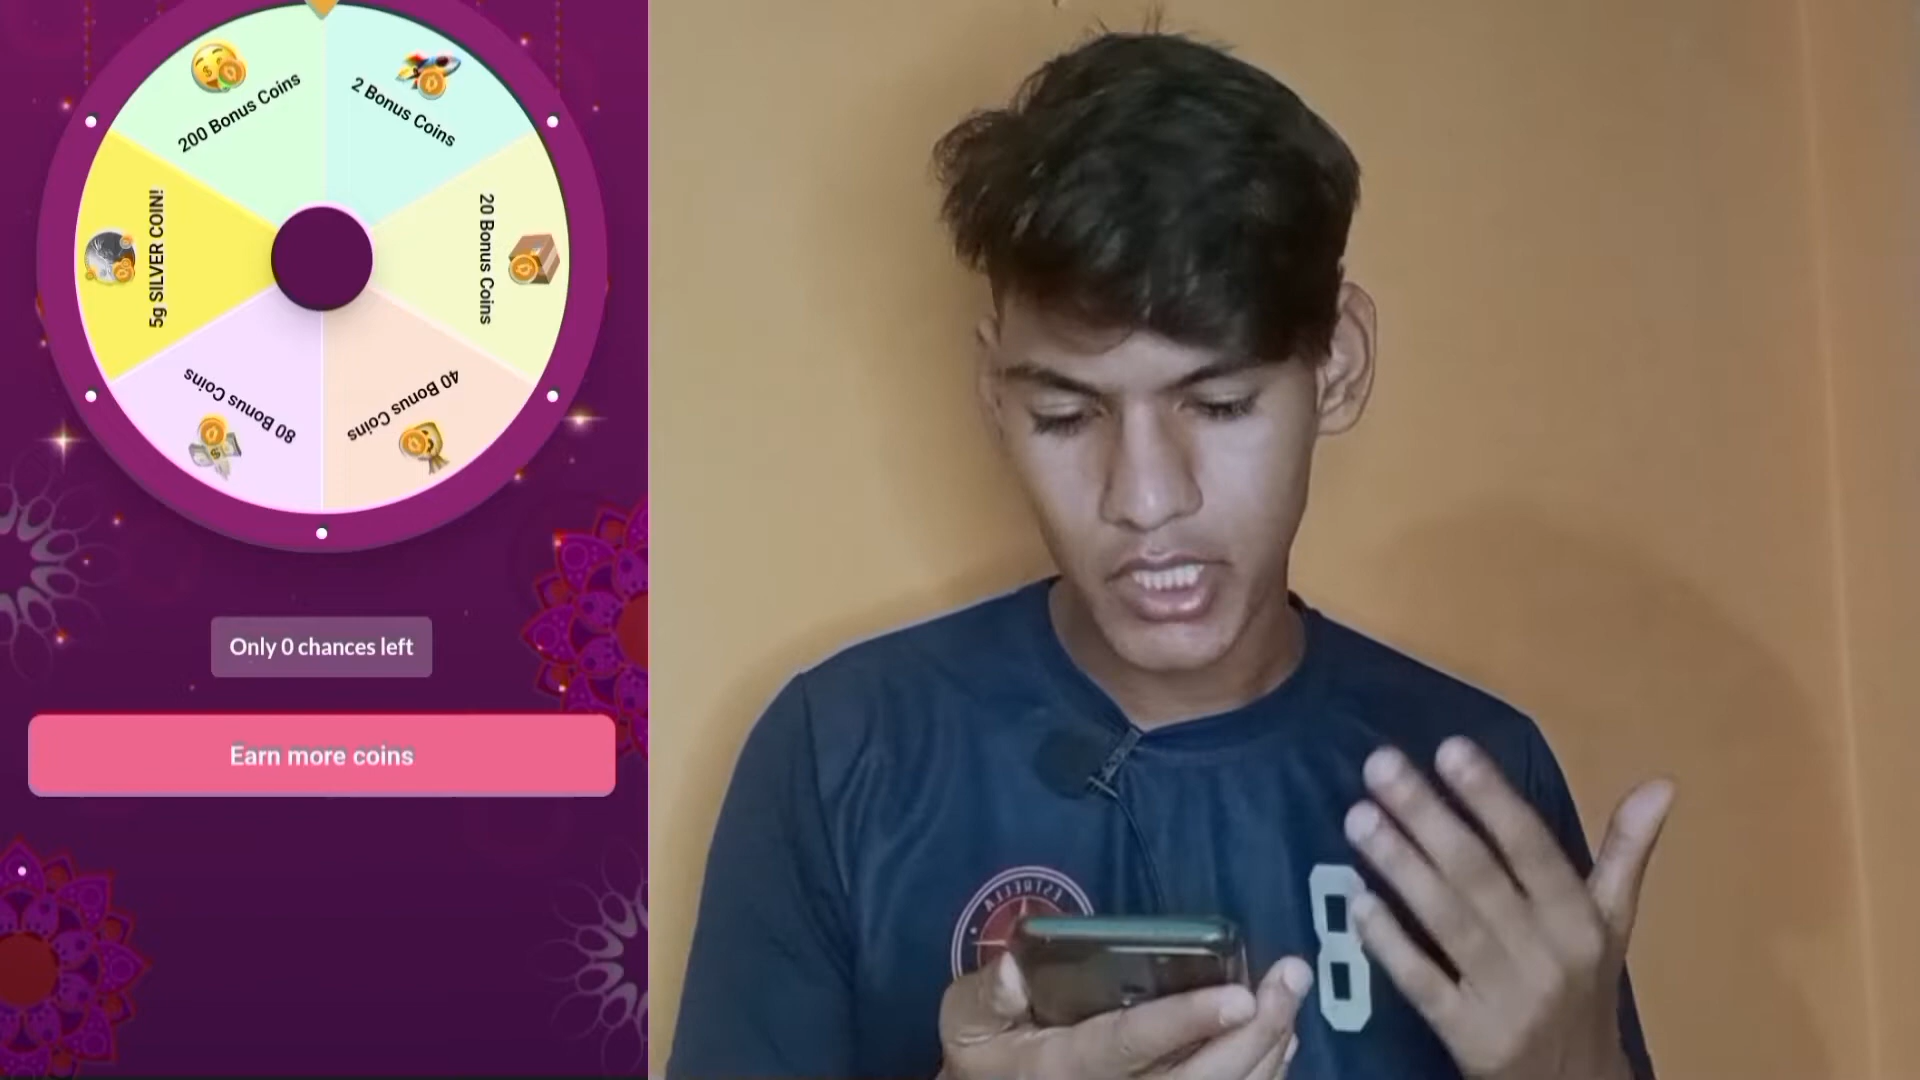 200 Bonus Coins
2 Bonus Coins
5g SILVER COIN!
20 Bonus Coins
80 Bonus Coins
40 Bonus Coins
Only 0 chances left
Earn more coins
ESTRELLA
8